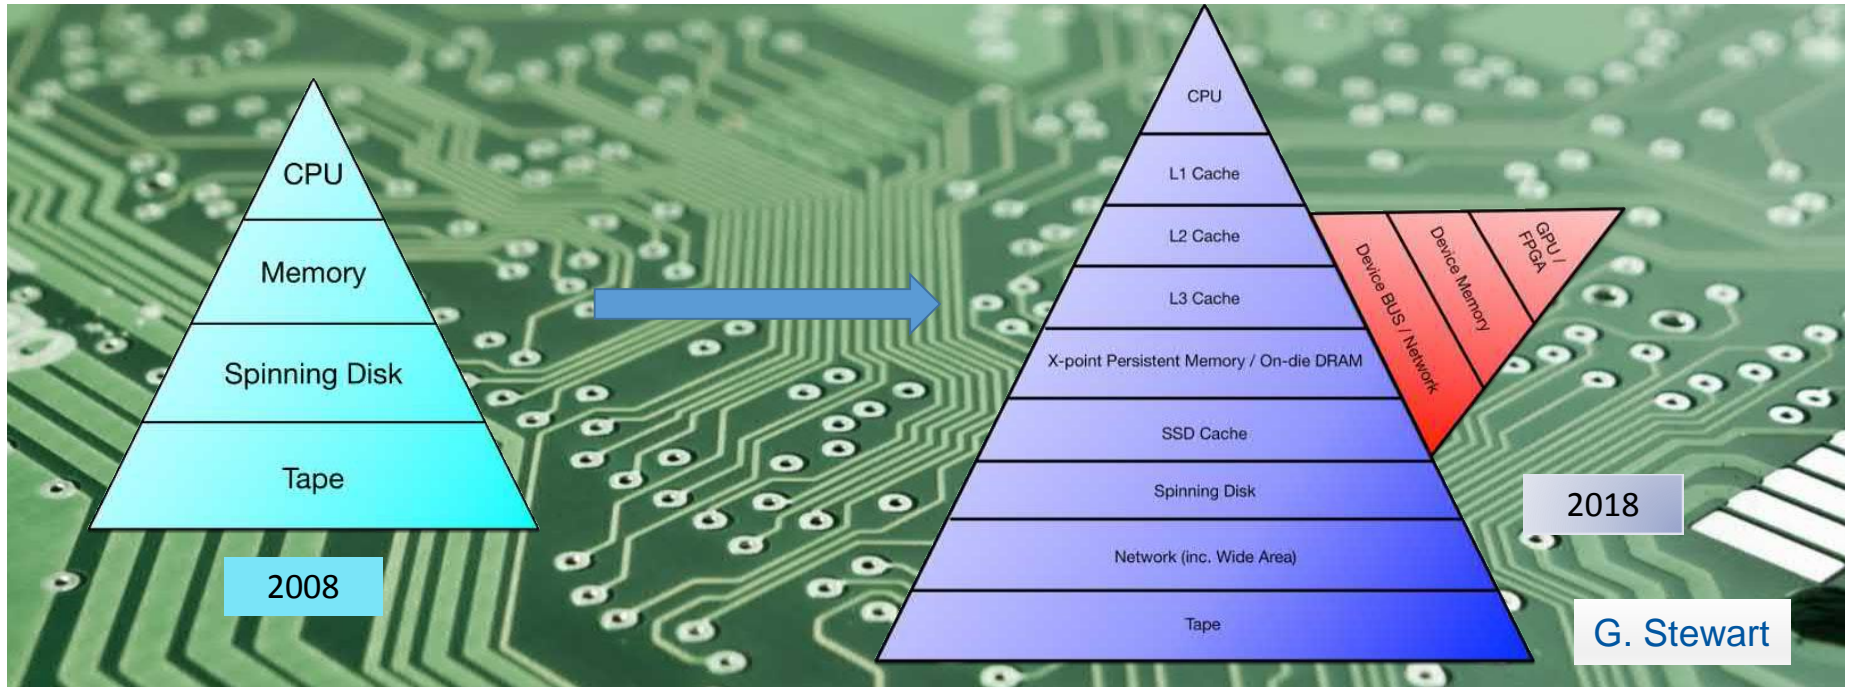 CPU
Memory
Spinning Disk
Tape
2008
CPU
L1 Cache
L2 Cache
L3 Cache
X-point Persistent Memory / On-die DRAM
SSD Cache
Spinning Disk
Network (inc. Wide Area)
Tape
Device BUS / Network
Device Memory
GPU /
FPGA
2018
G. Stewart